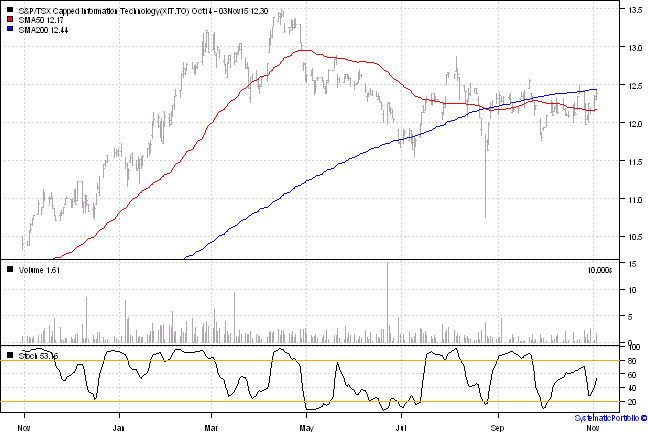 S&P/TSX Capped Information Technology(XIT.TO) Oct14 - 03Nov15 12.30
SMA50 12.17
SMA200 12.44
13.5
13.0
12.5
12.0
11.5
11.0
10.5
Volume 1.61
10,000s
15
10
5
0
Stoch 53.16
100
80
60
40
20
Nov Jan Mar May Jul Sep Nov
SystematicPortfolio ©